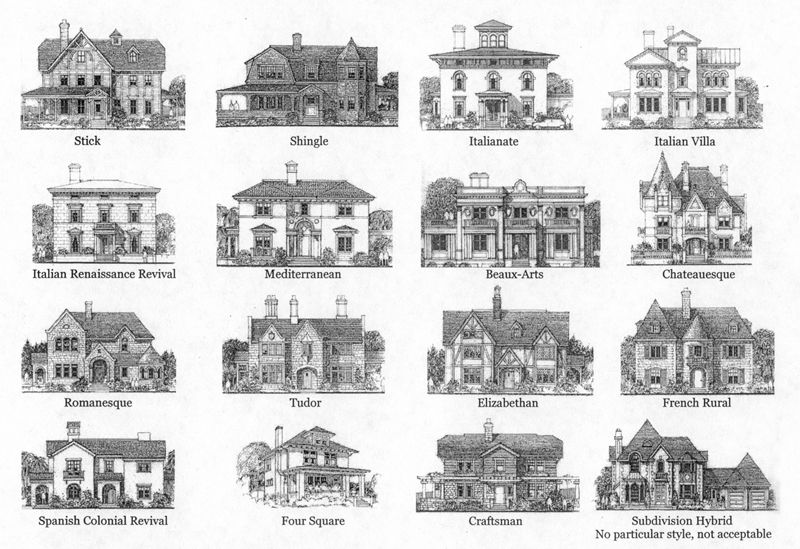 Stick
Shingle
Italianate
Italian Villa
Italian Renaissance Revival
Mediterranean
Beaux-Arts
Chateauesque
Romanesque
Tudor
Elizabethan
French Rural
Spanish Colonial Revival
Four Square
Craftsman
Subdivision Hybrid
No particular style, not acceptable